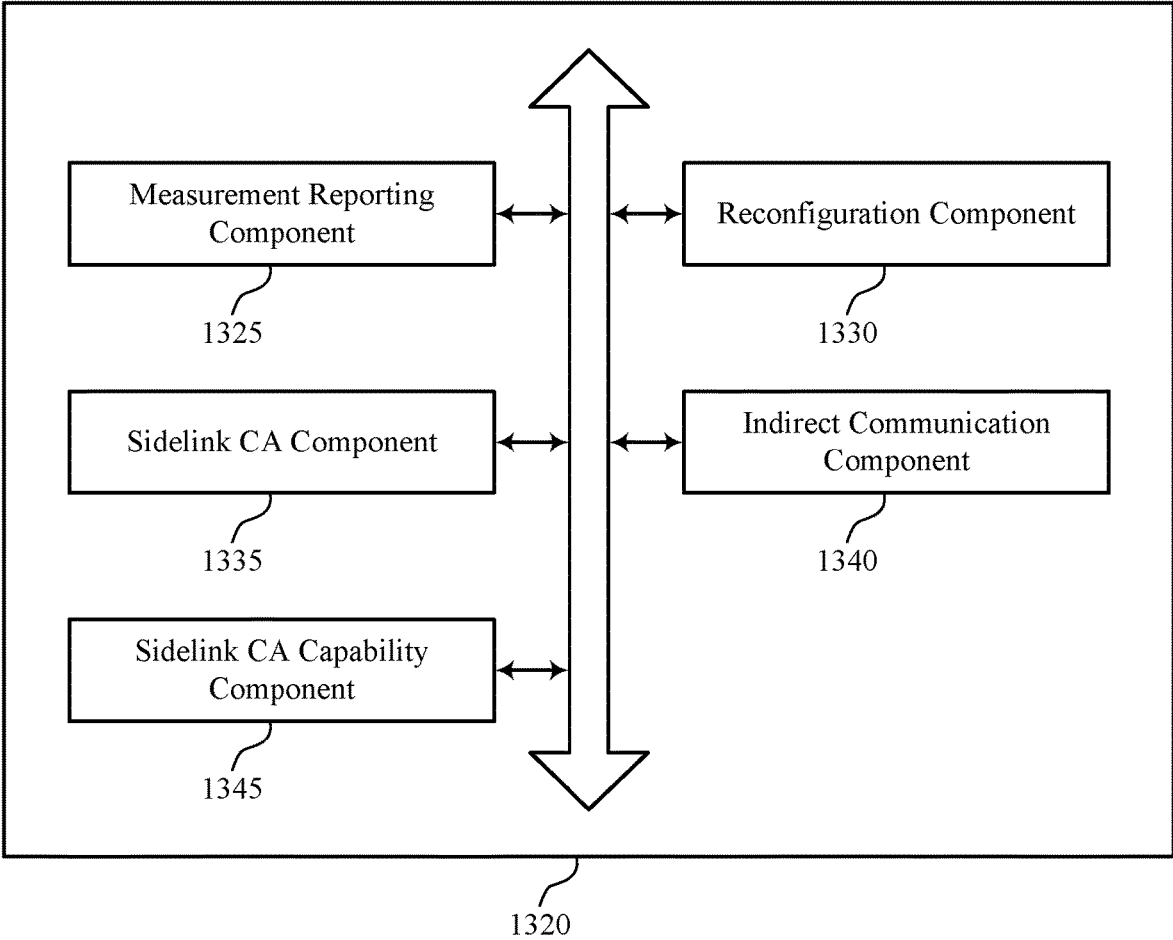 Measurement Reporting
Component
1325
Reconfiguration Component
1330
Sidelink CA Component
1335
Indirect Communication
Component
1340
Sidelink CA Capability
Component
1345
1320